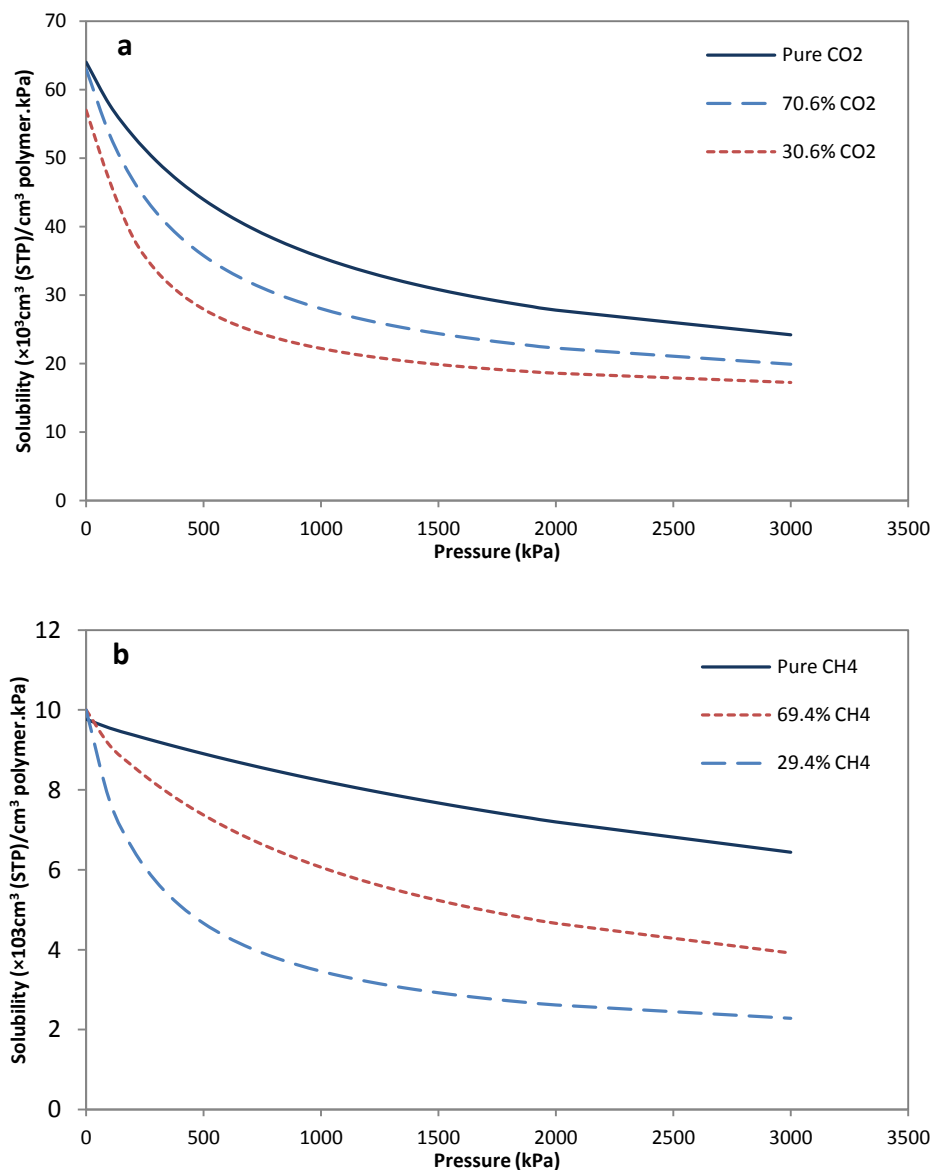 a
Pure CO2
70.6% CO2
30.6% CO2
Solubility (×10³cm³ (STP)/cm³ polymer.kPa)
70
60
50
40
30
20
10
0
0 500 1000 1500 2000 2500 3000 3500
Pressure (kPa)
b
Pure CH4
69.4% CH4
29.4% CH4
Solubility (×103cm³ (STP)/cm³ polymer.kPa)
12
10
8
6
4
2
0
0 500 1000 1500 2000 2500 3000 3500
Pressure (kPa)